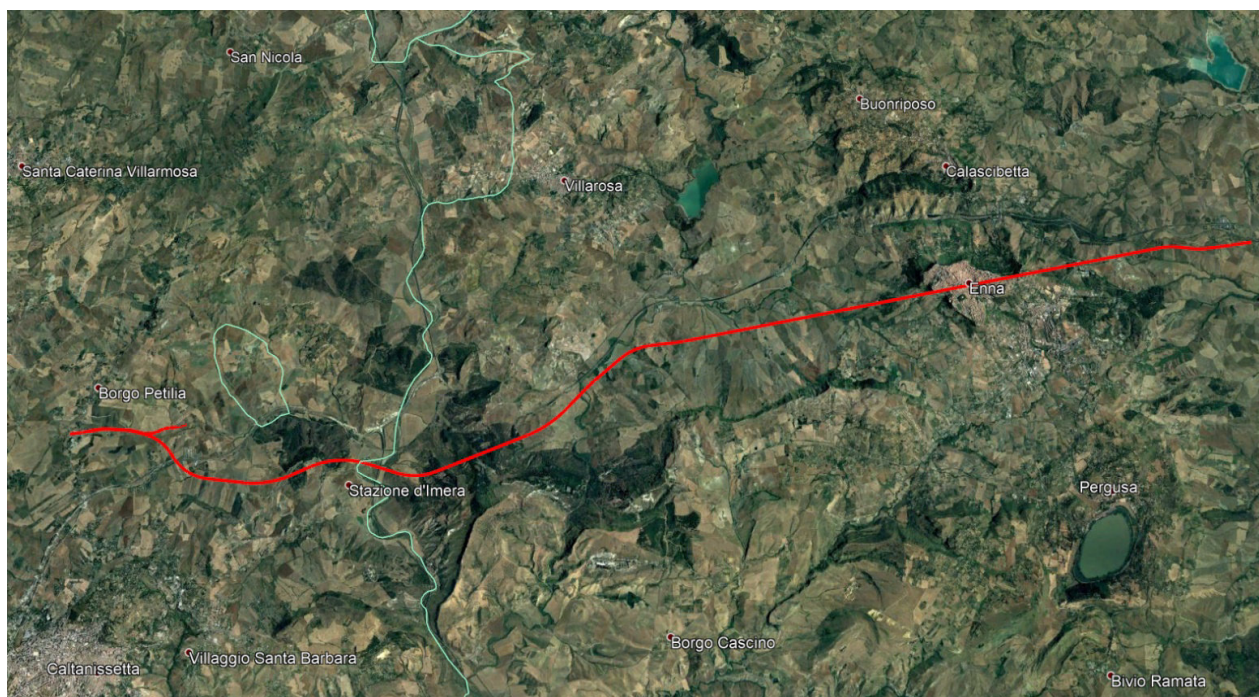 San Nicola
Buonriposo
Santa Caterina Villarmosa
Villarosa
Calascibetta
Enna
Borgo Petilia
Stazione d'Imera
Pergusa
Borgo Cascino
Villaggio Santa Barbara
Caltanissetta
Bivio Ramata